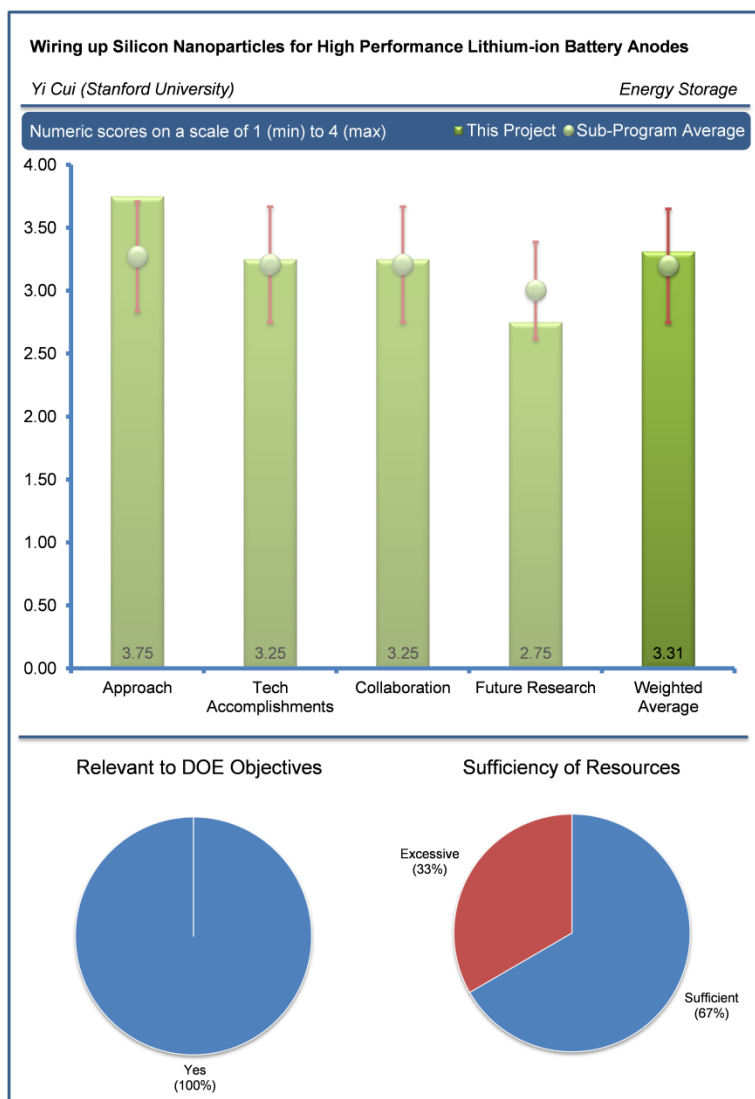 Wiring up Silicon Nanoparticles for High Performance Lithium-ion Battery Anodes
Yi Cui (Stanford University) Energy Storage
Numeric scores on a scale of 1 (min) to 4 (max) This Project Sub-Program Average
4.00
3.50
3.00
2.50
2.00
1.50
1.00
0.50
0.00
3.75 3.25 3.25 2.75 3.31
Approach Tech Accomplishments Collaboration Future Research Weighted Average
Relevant to DOE Objectives Sufficiency of Resources
Excessive
(33%)
Sufficient
(67%)
Yes
(100%)